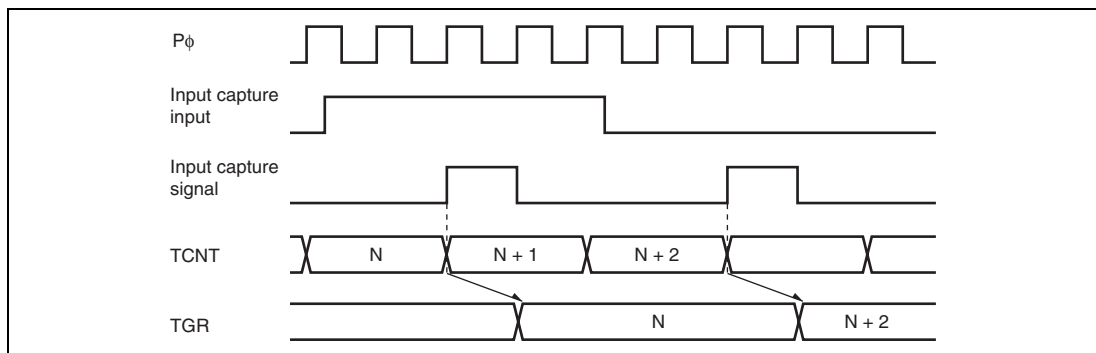 Pφ
Input capture
input
Input capture
signal
TCNT
N
N + 1
N + 2
TGR
N
N + 2